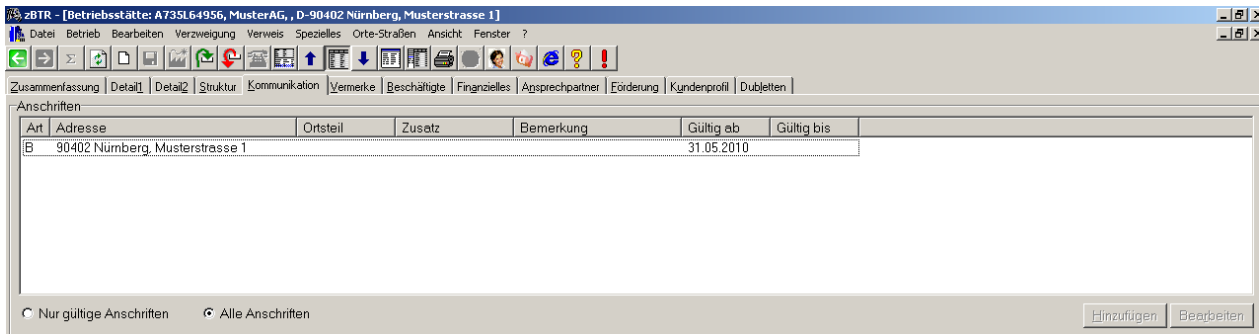 zBTR - [Betriebsstätte: A735L64956, MusterAG, , D-90402 Nürnberg, Musterstrasse 1]
Datei Betrieb Bearbeiten Verzweigung Verweis Spezielles Orte-Straßen Ansicht Fenster ?
Zusammenfassung Detail1 Detail2 Struktur Kommunikation Vermerke Beschäftigte Finanzielles Ansprechpartner Förderung Kundenprofil Dubletten
Anschriften
Art Adresse Ortsteil Zusatz Bemerkung Gültig ab Gültig bis
B 90402 Nürnberg, Musterstrasse 1 31.05.2010
Nur gültige Anschriften Alle Anschriften Hinzufügen Bearbeiten